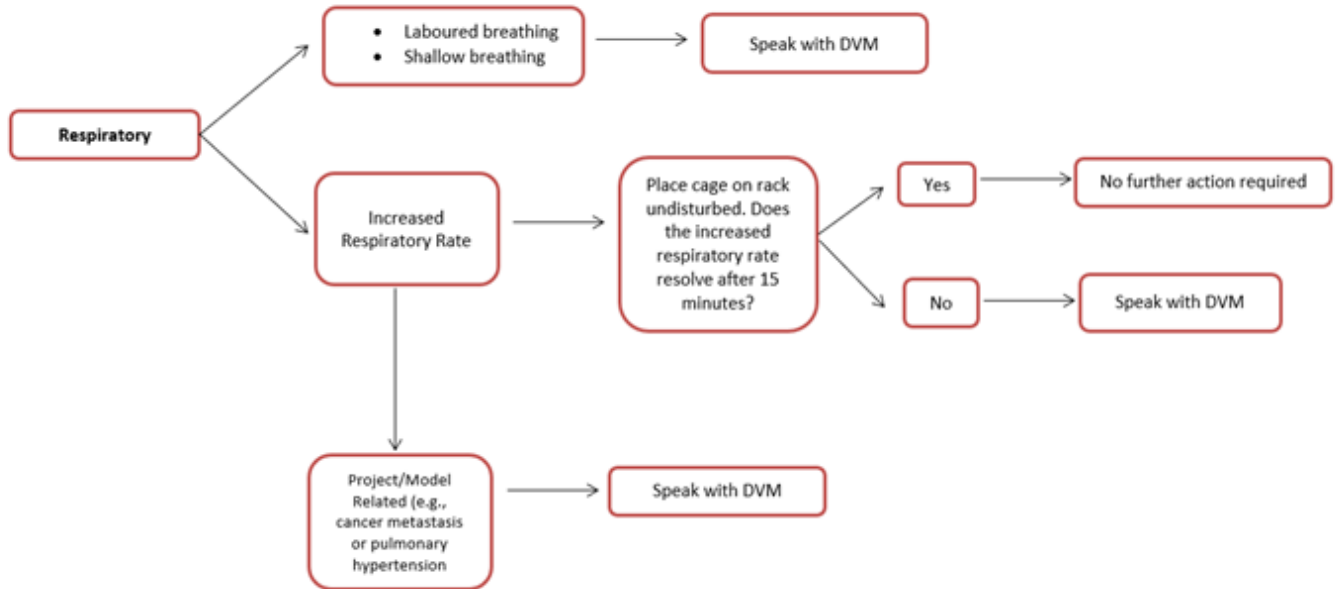 • Laboured breathing
• Shallow breathing
Speak with DVM
Respiratory
Increased
Respiratory Rate
Place cage on rack
undisturbed. Does
the increased
respiratory rate
resolve after 15
minutes?
Yes
No further action required
No
Speak with DVM
Project/Model
Related (e.g.,
cancer metastasis
or pulmonary
hypertension
Speak with DVM